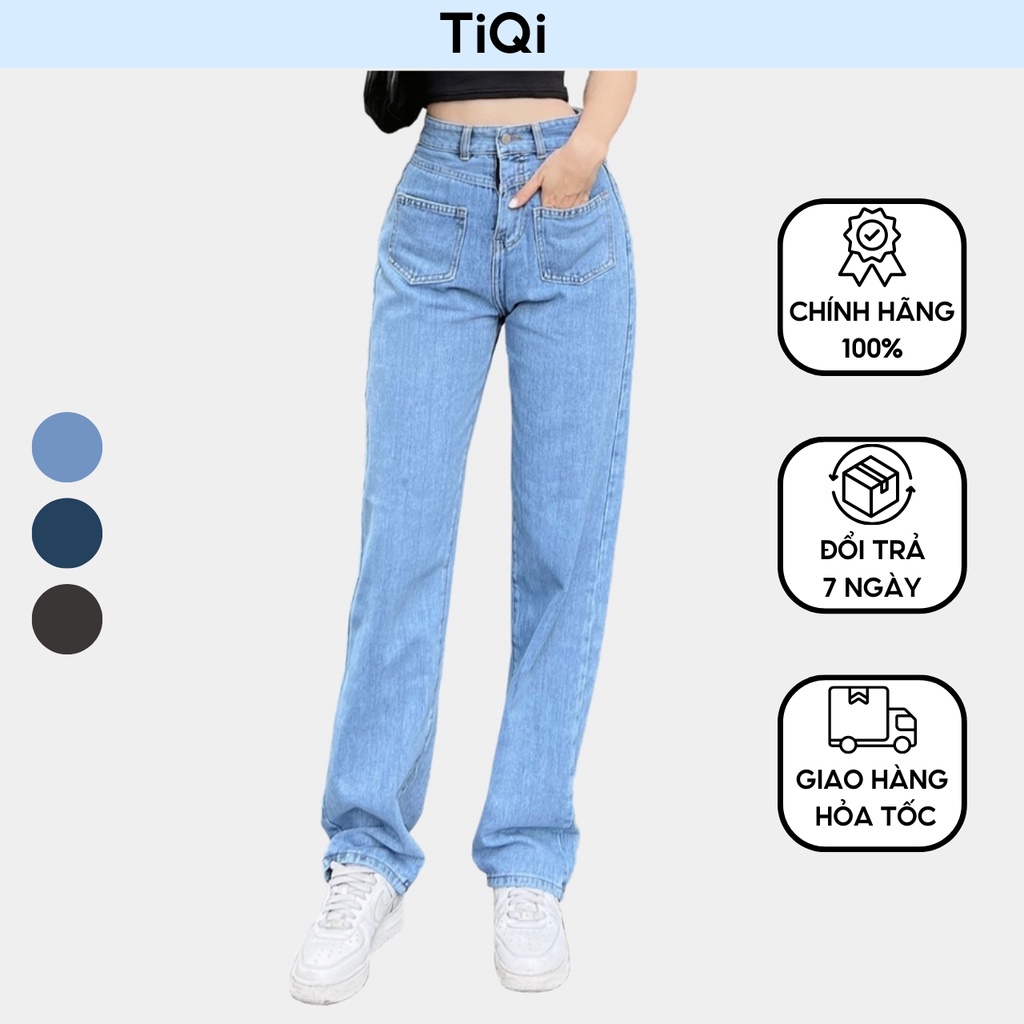 TiQi
CHÍNH HÃNG
100%
ĐỔI TRẢ
7 NGÀY
GIAO HÀNG
HỎA TỐC